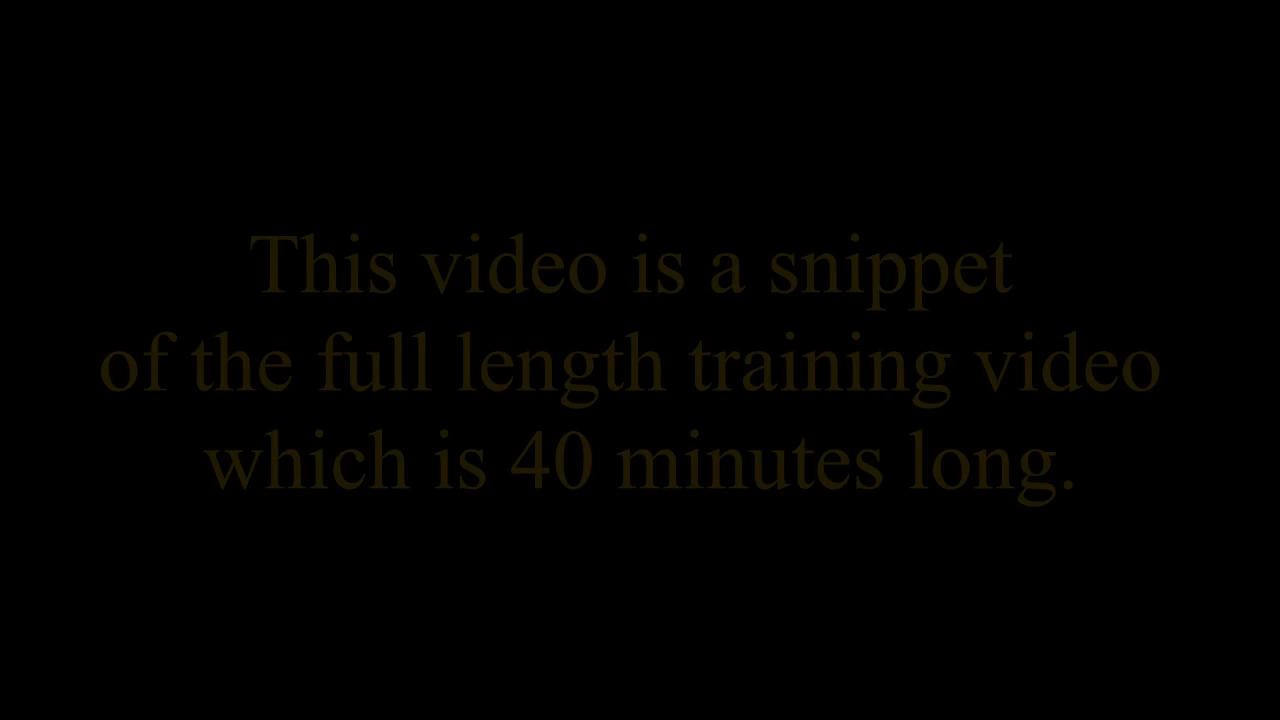 This video is a snippet
of the full length training video
which is 40 minutes long.